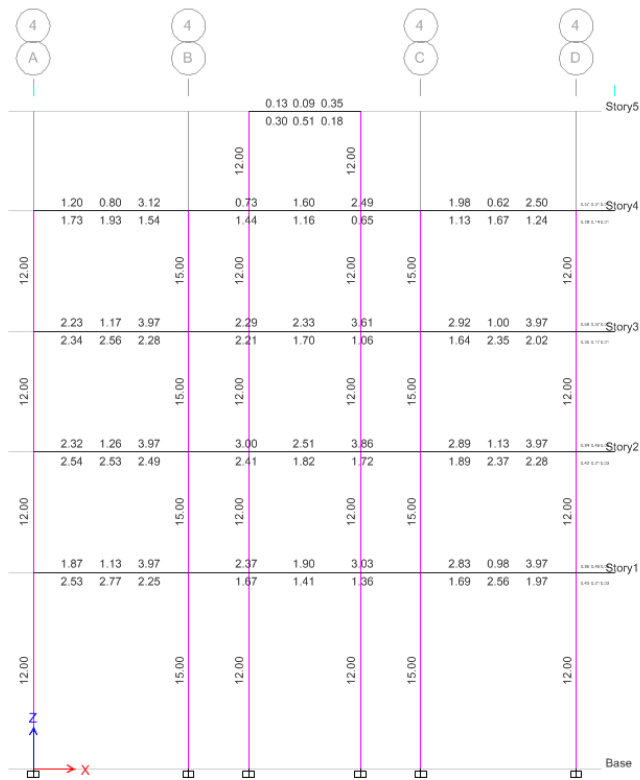 4 4 4 4
A B C D
0.13 0.09 0.35
Story5
0.30 0.51 0.18
12.00 12.00
1.20 0.80 3.12 0.73 1.60 2.49 1.98 0.62 2.50
Story4
1.73 1.93 1.54 1.44 1.16 0.65 1.13 1.67 1.24
12.00 15.00 12.00 12.00 15.00 12.00
2.23 1.17 3.97 2.29 2.33 3.61 2.92 1.00 3.97
Story3
2.34 2.56 2.28 2.21 1.70 1.06 1.64 2.35 2.02
12.00 15.00 12.00 12.00 15.00 12.00
2.32 1.26 3.97 3.00 2.51 3.86 2.89 1.13 3.97
Story2
2.54 2.53 2.49 2.41 1.82 1.72 1.89 2.37 2.28
12.00 15.00 12.00 12.00 15.00 12.00
1.87 1.13 3.97 2.37 1.90 3.03 2.83 0.98 3.97
Story1
2.53 2.77 2.25 1.67 1.41 1.36 1.69 2.56 1.97
12.00 15.00 12.00 12.00 15.00 12.00
Z
X
Base